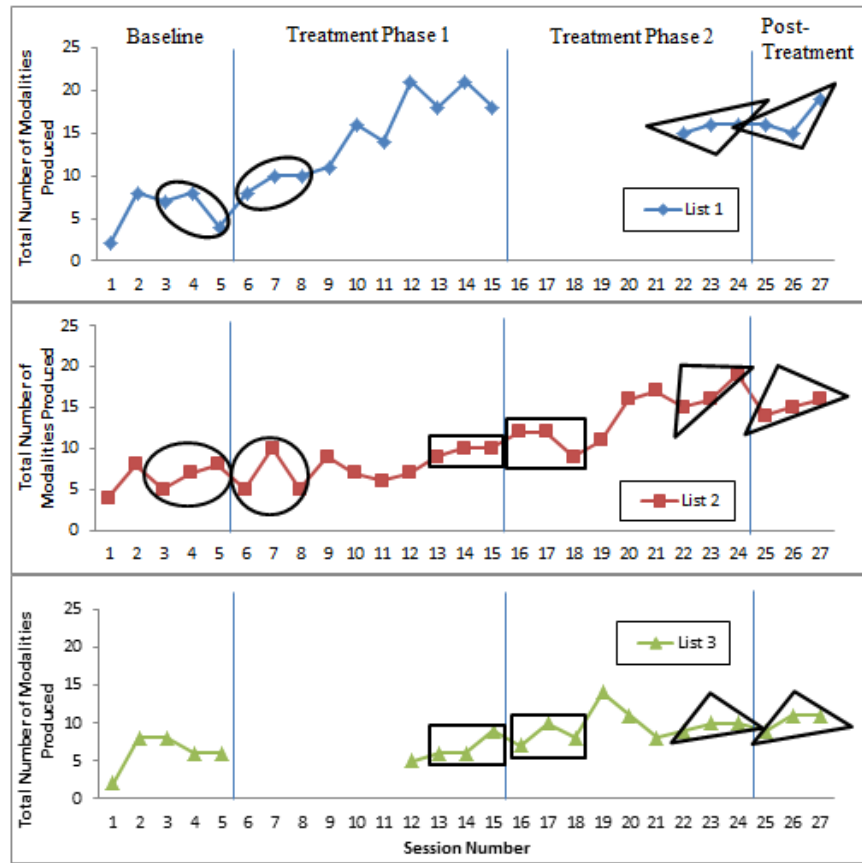 Baseline
Treatment Phase 1
Treatment Phase 2
Post-
Treatment
Total Number of Modalities
Produced
25
20
15
10
5
0
List 1
1 2 3 4 5 6 7 8 9 10 11 12 13 14 15 16 17 18 19 20 21 22 23 24 25 26 27
Total Number of
Modalities Produced
25
20
15
10
5
0
List 2
1 2 3 4 5 6 7 8 9 10 11 12 13 14 15 16 17 18 19 20 21 22 23 24 25 26 27
Total Number of Modalities
Produced
25
20
15
10
5
0
List 3
1 2 3 4 5 6 7 8 9 10 11 12 13 14 15 16 17 18 19 20 21 22 23 24 25 26 27
Session Number